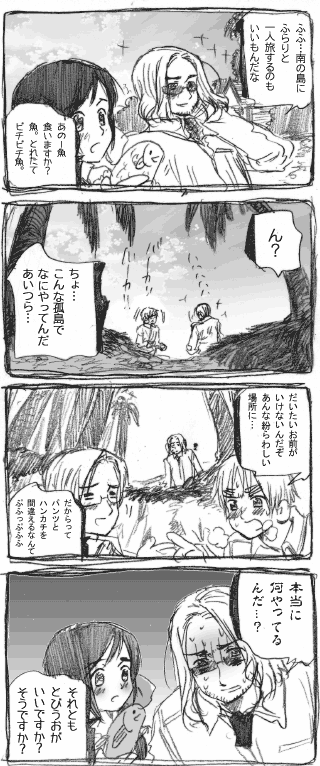 ふふ…南の島に
ふらりと
一人旅するのも
いいもんだな
あのー魚
食いますか？
魚。とれたて
ピチピチ魚。
ん？
ちょ…
こんな孤島で
なにやってんだ
あいつら…
だいたいお前が
いけないんだぞ
あんな紛らわしい
場所に…
だからって
パンツと
ハンカチを
間違えるなんて
ぷぷっぷぷぷ
本当に
何やってる
んだ…？
それとも
とびうおが
いいですか？
そうですか？